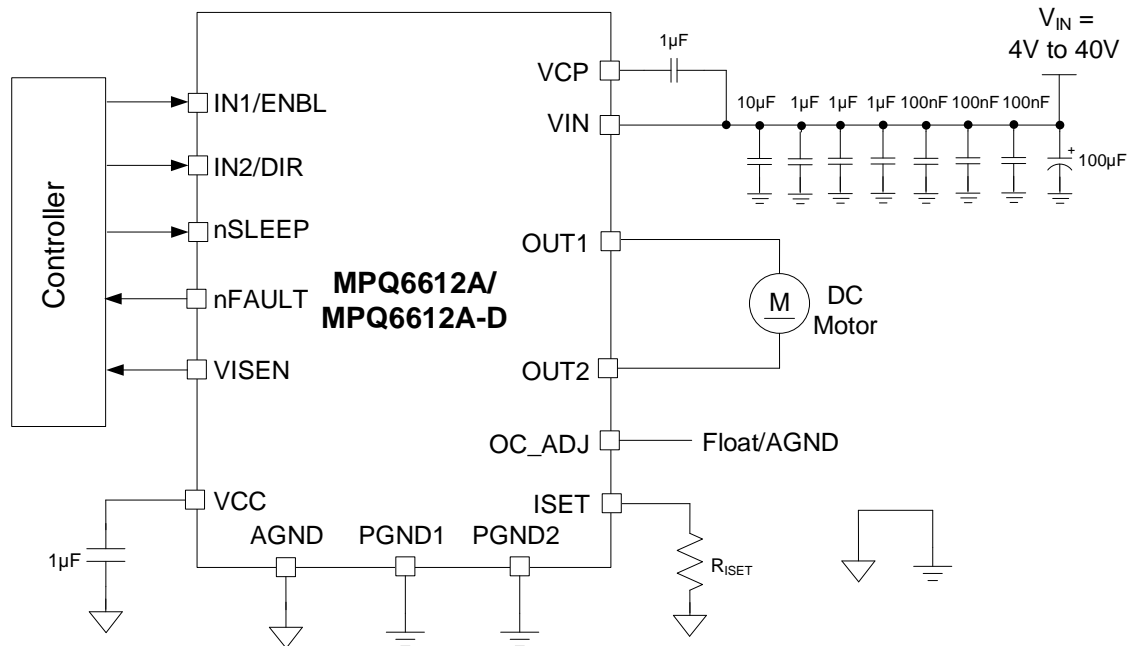 Controller
IN1/ENBL
IN2/DIR
nSLEEP
nFAULT
VISEN
VCC
1µF
MPQ6612A/
MPQ6612A-D
AGND
PGND1
PGND2
VCP
VIN
OUT1
OUT2
OC_ADJ
ISET
1µF
VIN =
4V to 40V
10µF
1µF
1µF
1µF
100nF
100nF
100nF
+
100µF
M
DC
Motor
Float/AGND
RISET